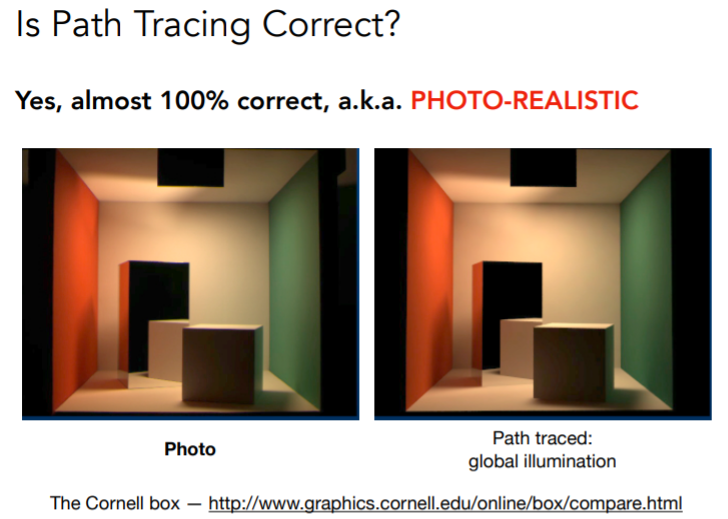 Is Path Tracing Correct?
Yes, almost 100% correct, a.k.a. PHOTO-REALISTIC
Photo
Path traced:
global illumination
The Cornell box — http://www.graphics.cornell.edu/online/box/compare.html